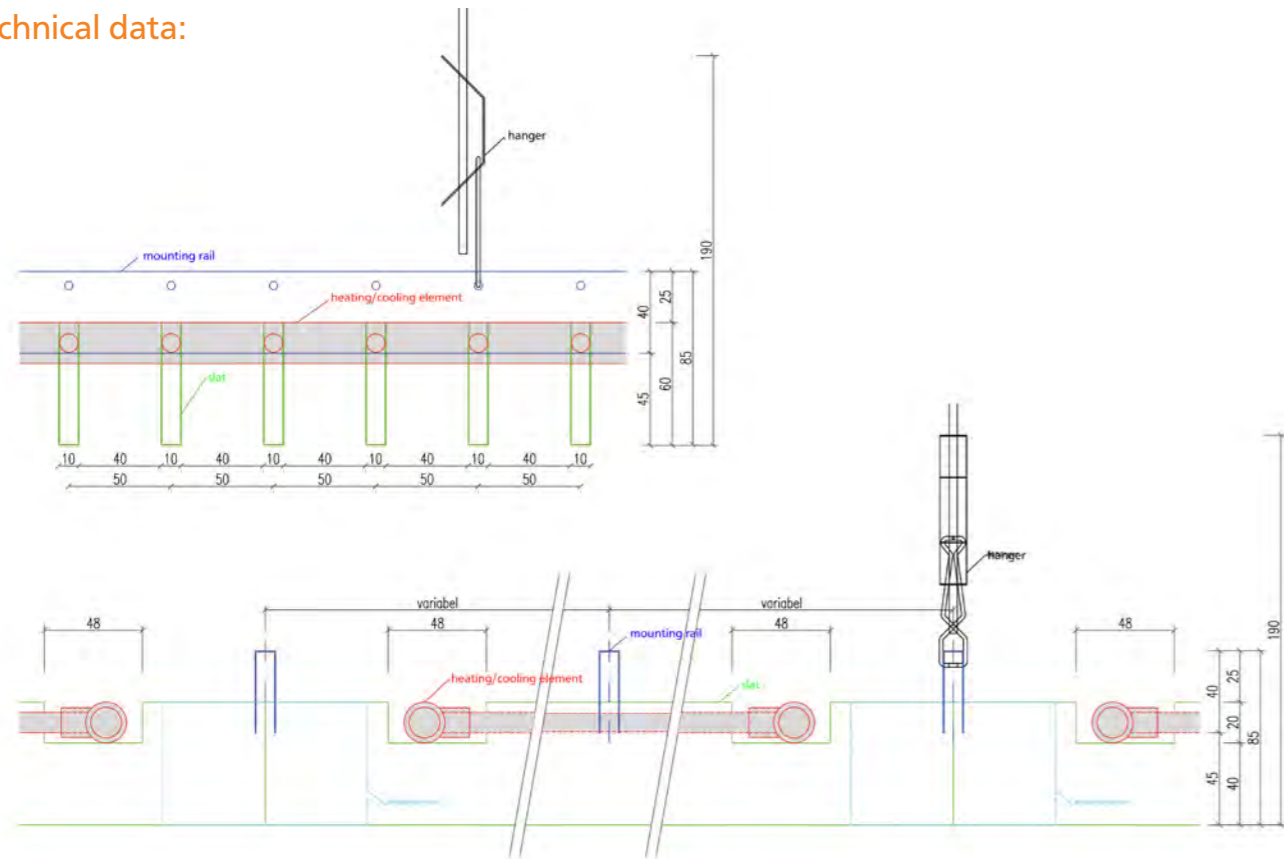 chnical data:
hanger
mounting rail
heating/cooling element
slat
190
40 25
85
45 60
10 40 10 40 10 40 10 40 10 40 10
50 50 50 50 50
hanger
variabel variabel
48 48 48 48
mounting rail
heating/cooling element
slat
190
40 25
20
85
45 40